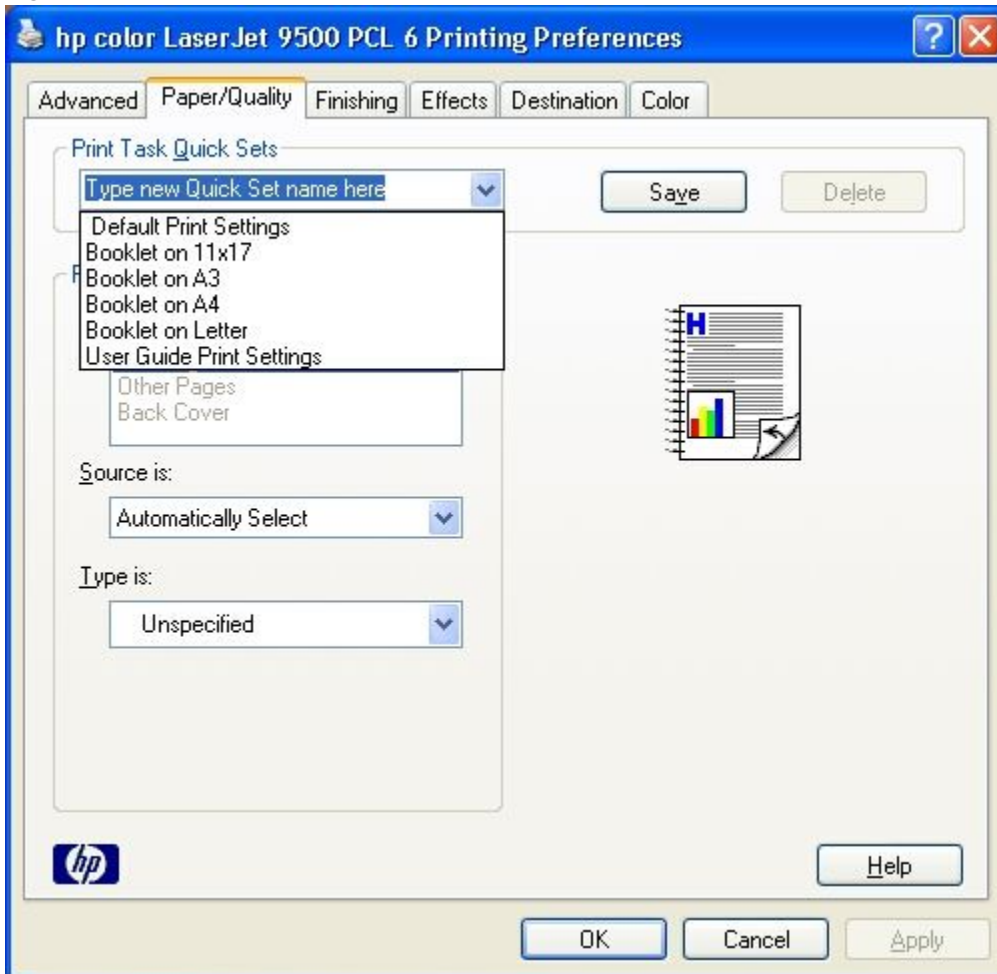 hp color LaserJet 9500 PCL 6 Printing Preferences
Advanced Paper/Quality Finishing Effects Destination Color
Print Task Quick Sets
Type new Quick Set name here
Save Delete
Default Print Settings
Booklet on 11x17
Booklet on A3
Booklet on A4
Booklet on Letter
User Guide Print Settings
Other Pages
Back Cover
Source is:
Automatically Select
Type is:
Unspecified
H
hp
Help
OK Cancel Apply